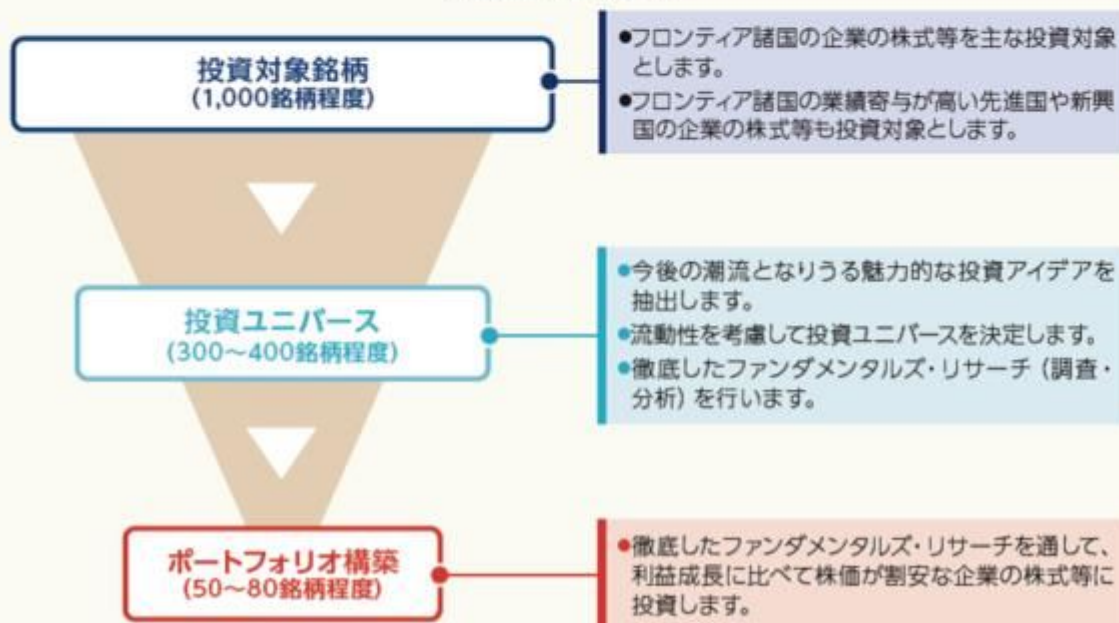 投資対象銘柄
(1,000銘柄程度)
●フロンティア諸国の企業の株式等を主な投資対象
とします。
●フロンティア諸国の業績寄与が高い先進国や新興
国の企業の株式等も投資対象とします。
投資ユニバース
(300～400銘柄程度)
●今後の潮流となりうる魅力的な投資アイデアを
抽出します。
●流動性を考慮して投資ユニバースを決定します。
●徹底したファンダメンタルズ・リサーチ（調査・
分析）を行います。
ポートフォリオ構築
(50～80銘柄程度)
●徹底したファンダメンタルズ・リサーチを通して、
利益成長に比べて株価が割安な企業の株式等に
投資します。